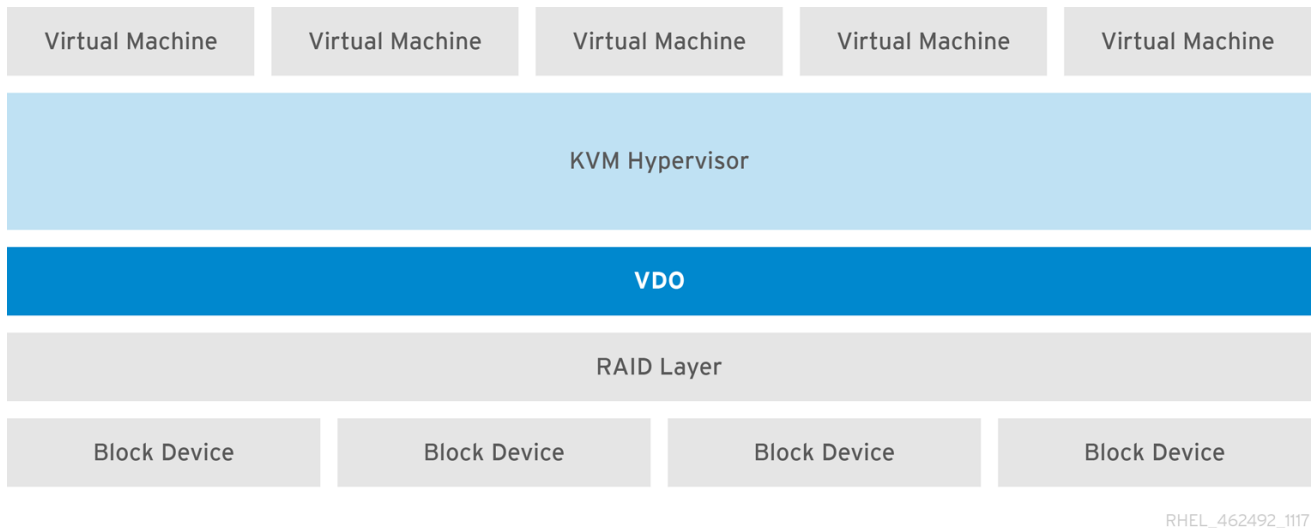 Virtual Machine Virtual Machine Virtual Machine Virtual Machine Virtual Machine
KVM Hypervisor
VDO
RAID Layer
Block Device Block Device Block Device Block Device
RHEL_462492_1117